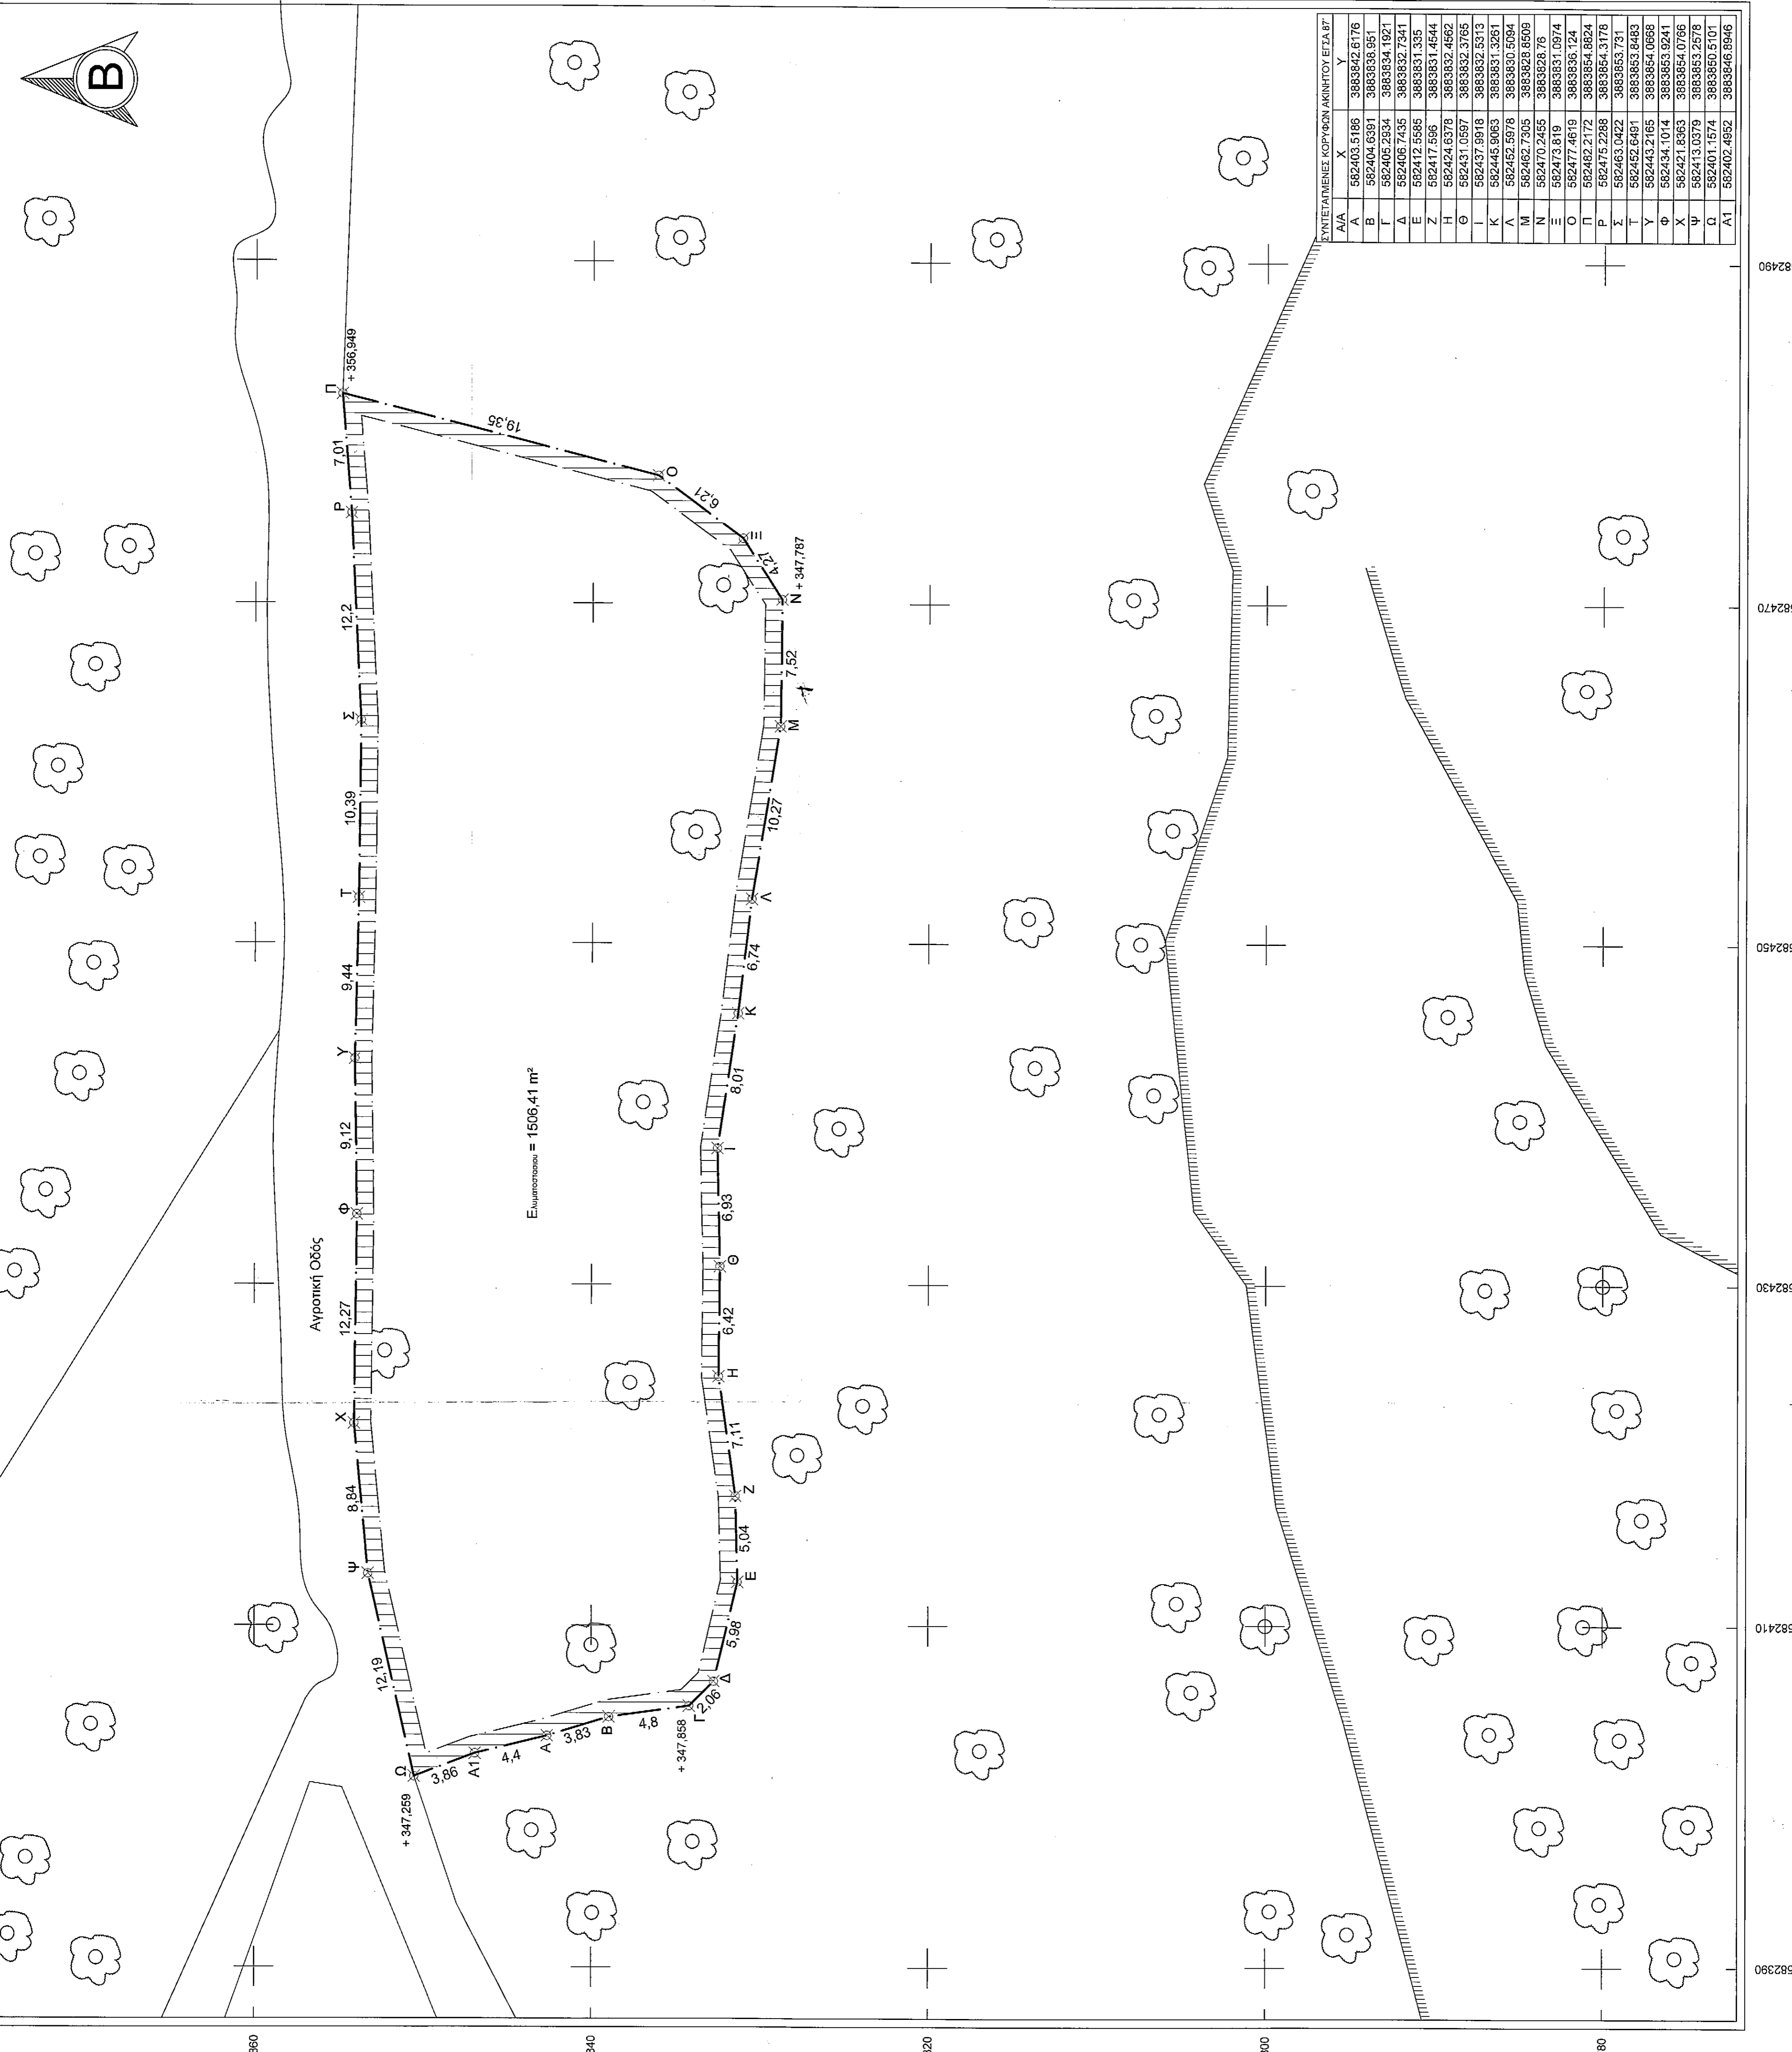 Β
Αγροτική Οδός
Ελυματοστασιου = 1506,41 m²
Ω
12,19
Ψ
8,84
Χ
12,27
Φ
9,12
Υ
9,44
Τ
10,39
Σ
12,2
Ρ
7,01
Π
+ 356,949
19,35
Ο
6,21
Ξ
4,27
Ν
+ 347,787
7,52
Μ
10,27
Λ
6,74
Κ
8,01
Ι
6,93
Θ
6,42
Η
7,11
Ζ
5,04
Ε
5,98
Δ
2,06
Γ
+ 347,858
4,8
Β
3,83
Α
4,4
Α1
3,86
+ 347,259
ΣΥΝΤΕΤΑΓΜΕΝΕΣ ΚΟΡΥΦΩΝ ΑΚΙΝΗΤΟΥ ΕΓΣΑ 87'
Α/Α X Y
Α 582403.5186 3883842.6176
Β 582404.6391 3883838.951
Γ 582405.2934 3883834.1921
Δ 582406.7435 3883832.7341
Ε 582412.5585 3883831.335
Ζ 582417.596 3883831.4544
Η 582424.6378 3883832.4562
Θ 582431.0597 3883832.3765
Ι 582437.9918 3883832.5313
Κ 582445.9063 3883831.3261
Λ 582452.5978 3883830.5094
Μ 582462.7305 3883828.8509
Ν 582470.2455 3883828.76
Ξ 582473.819 3883831.0974
Ο 582477.4619 3883836.124
Π 582482.2172 3883854.8824
Ρ 582475.2288 3883854.3178
Σ 582463.0422 3883853.731
Τ 582452.6491 3883853.8483
Υ 582443.2165 3883854.0668
Φ 582434.1014 3883853.9241
Χ 582421.8363 3883854.0766
Ψ 582413.0379 3883853.2578
Ω 582401.1574 3883850.5101
Α1 582402.4952 3883846.8946
582390
582410
582430
582450
582470
82490
860
840
820
800
80